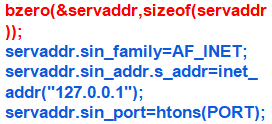 bzero(&servaddr,sizeof(servaddr
));
servaddr.sin_family=AF_INET;
servaddr.sin_addr.s_addr=inet_
addr("127.0.0.1");
servaddr.sin_port=htons(PORT);